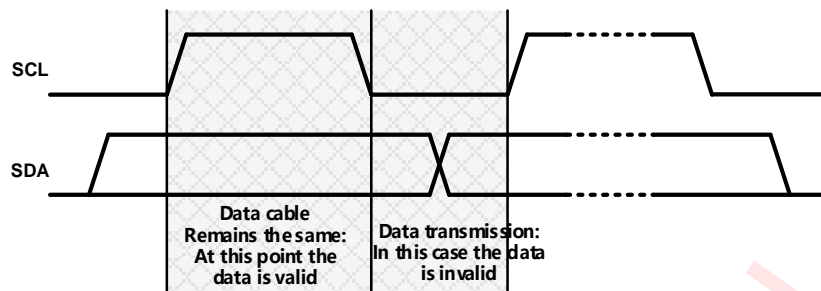 SCL
SDA
Data cable
Remains the same:
At this point the
data is valid
Data transmission:
In this case the data
is invalid